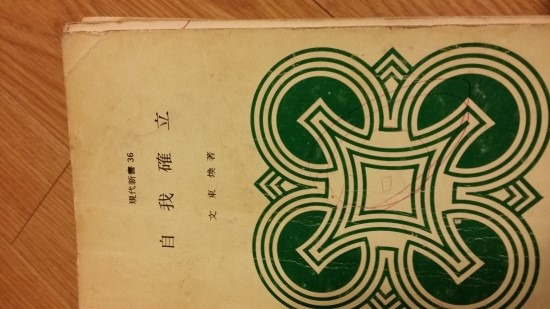 現代新書 36
自我確立
文東煥 著